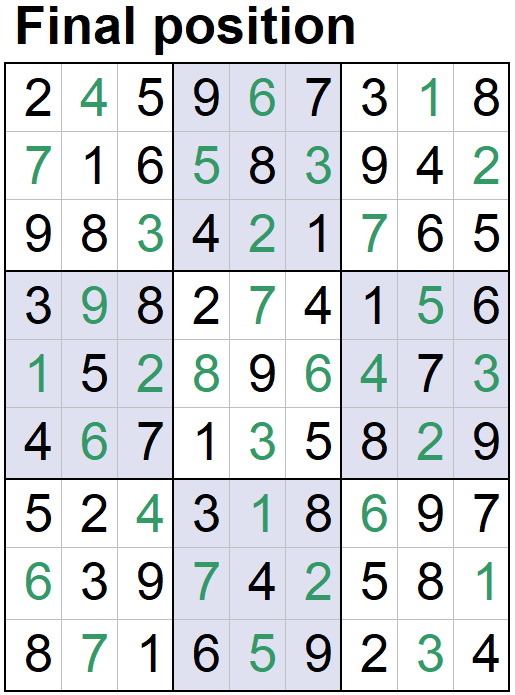 Final position
2 4 5 9 6 7 3 1 8
7 1 6 5 8 3 9 4 2
9 8 3 4 2 1 7 6 5
3 9 8 2 7 4 1 5 6
1 5 2 8 9 6 4 7 3
4 6 7 1 3 5 8 2 9
5 2 4 3 1 8 6 9 7
6 3 9 7 4 2 5 8 1
8 7 1 6 5 9 2 3 4